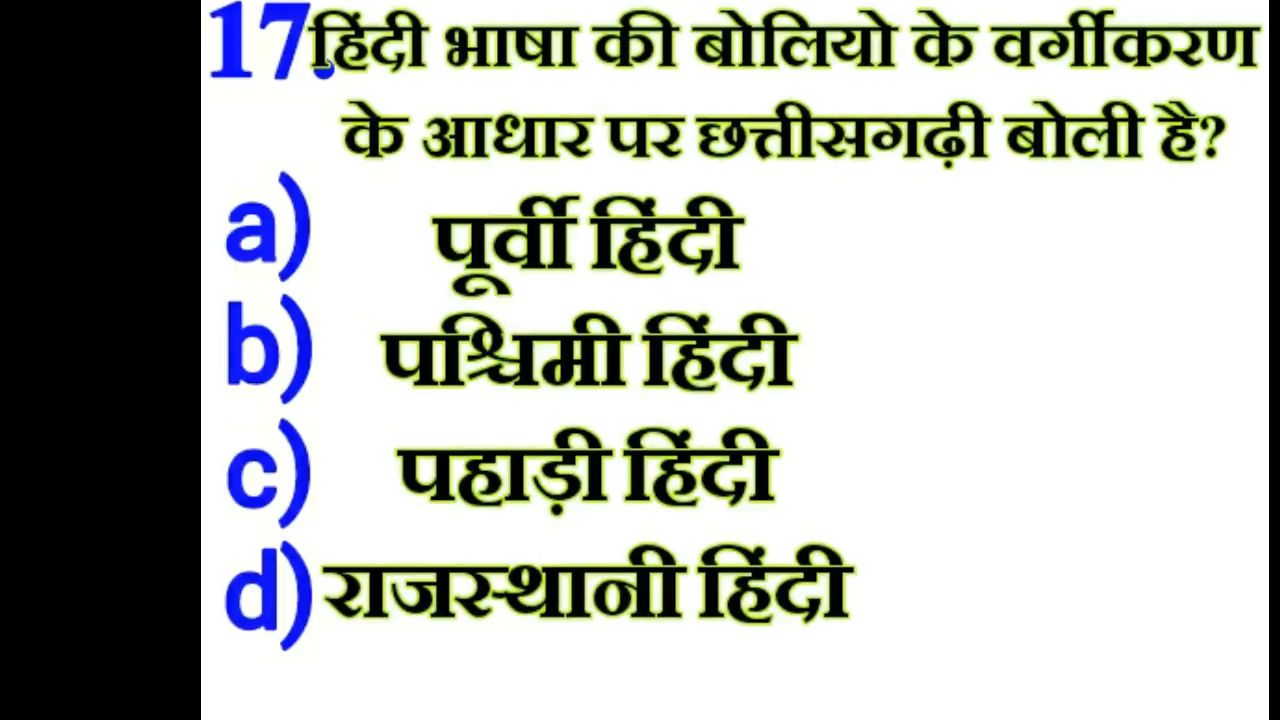 17.हिंदी भाषा की बोलियो के वर्गीकरण
के आधार पर छत्तीसगढ़ी बोली है?
a) पूर्वी हिंदी
b) पश्चिमी हिंदी
c) पहाड़ी हिंदी
d) राजस्थानी हिंदी